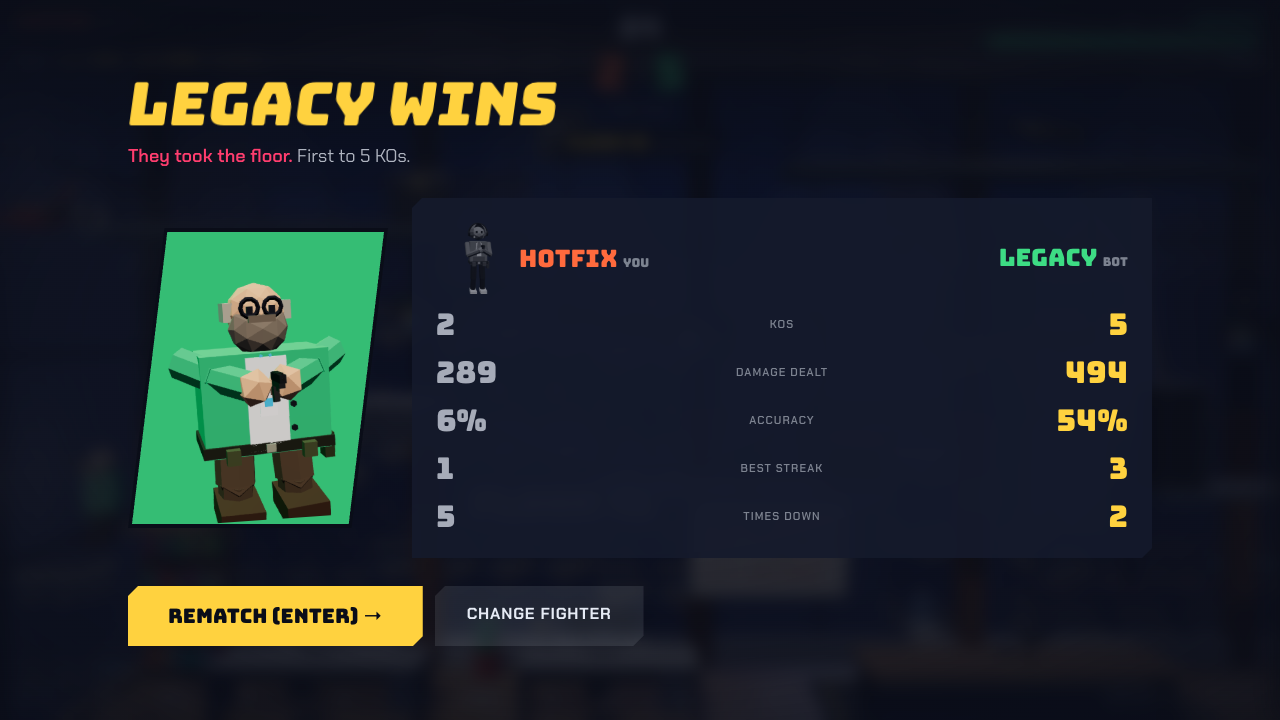 LEGACY WINS
They took the floor. First to 5 KOs.
HOTFIX YOU
LEGACY BOT
2 KOS 5
289 DAMAGE DEALT 494
6% ACCURACY 54%
1 BEST STREAK 3
5 TIMES DOWN 2
REMATCH (ENTER) →
CHANGE FIGHTER